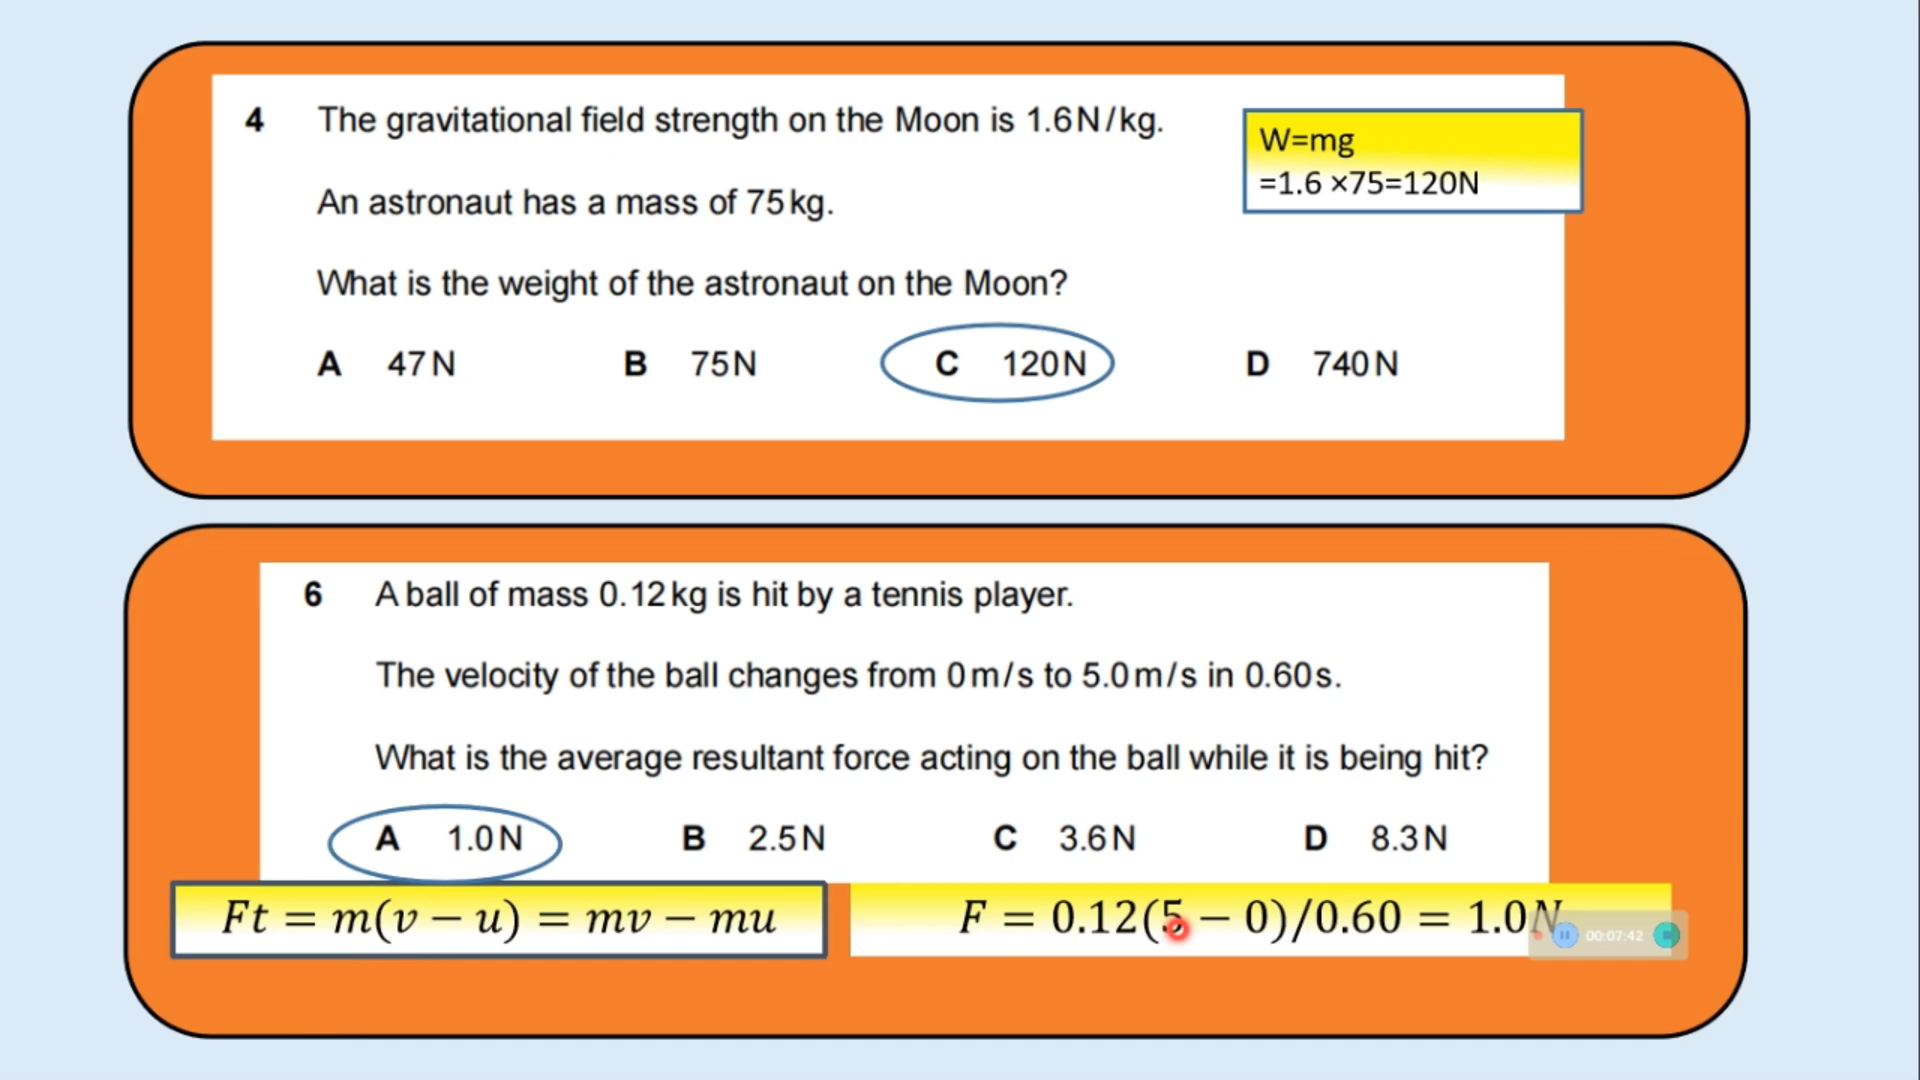 4 The gravitational field strength on the Moon is 1.6 N/kg.
W=mg
=1.6 ×75=120N
An astronaut has a mass of 75 kg.
What is the weight of the astronaut on the Moon?
A 47 N B 75 N C 120 N D 740 N
6 A ball of mass 0.12 kg is hit by a tennis player.
The velocity of the ball changes from 0 m/s to 5.0 m/s in 0.60 s.
What is the average resultant force acting on the ball while it is being hit?
A 1.0 N B 2.5 N C 3.6 N D 8.3 N
Ft = m(v − u) = mv − mu
F = 0.12(5 − 0)/0.60 = 1.0N
00:07:42